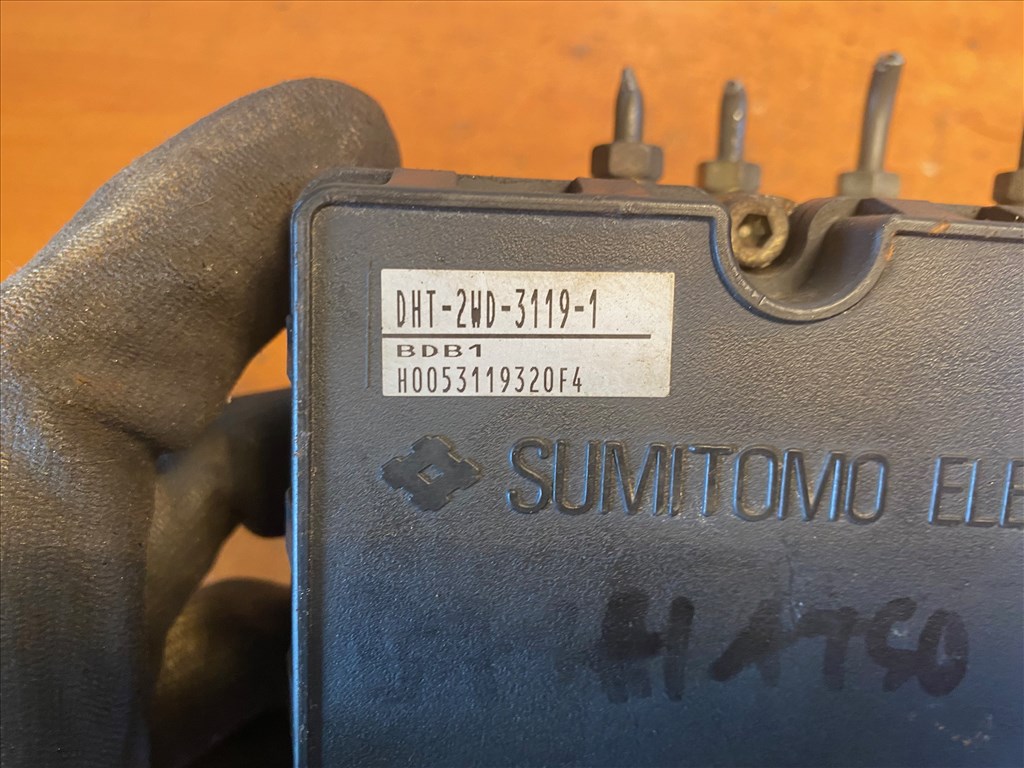 DHT-2WD-3119-1
BDB1
H0053119320F4
SUMITOMO ELE